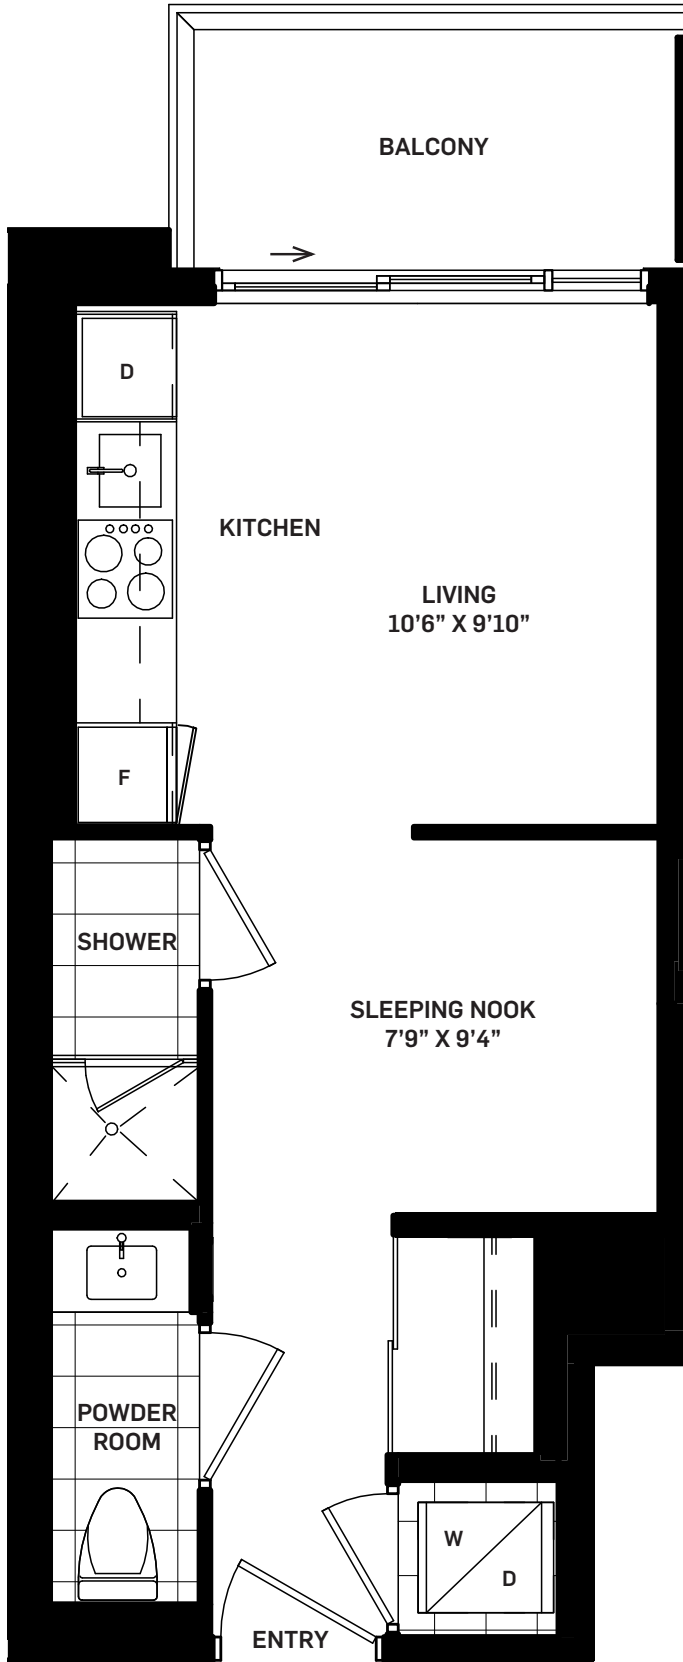 BALCONY
D
KITCHEN
LIVING
10'6” X 9'10”
F
SHOWER
SLEEPING NOOK
7'9” X 9'4”
POWDER
ROOM
W
D
ENTRY